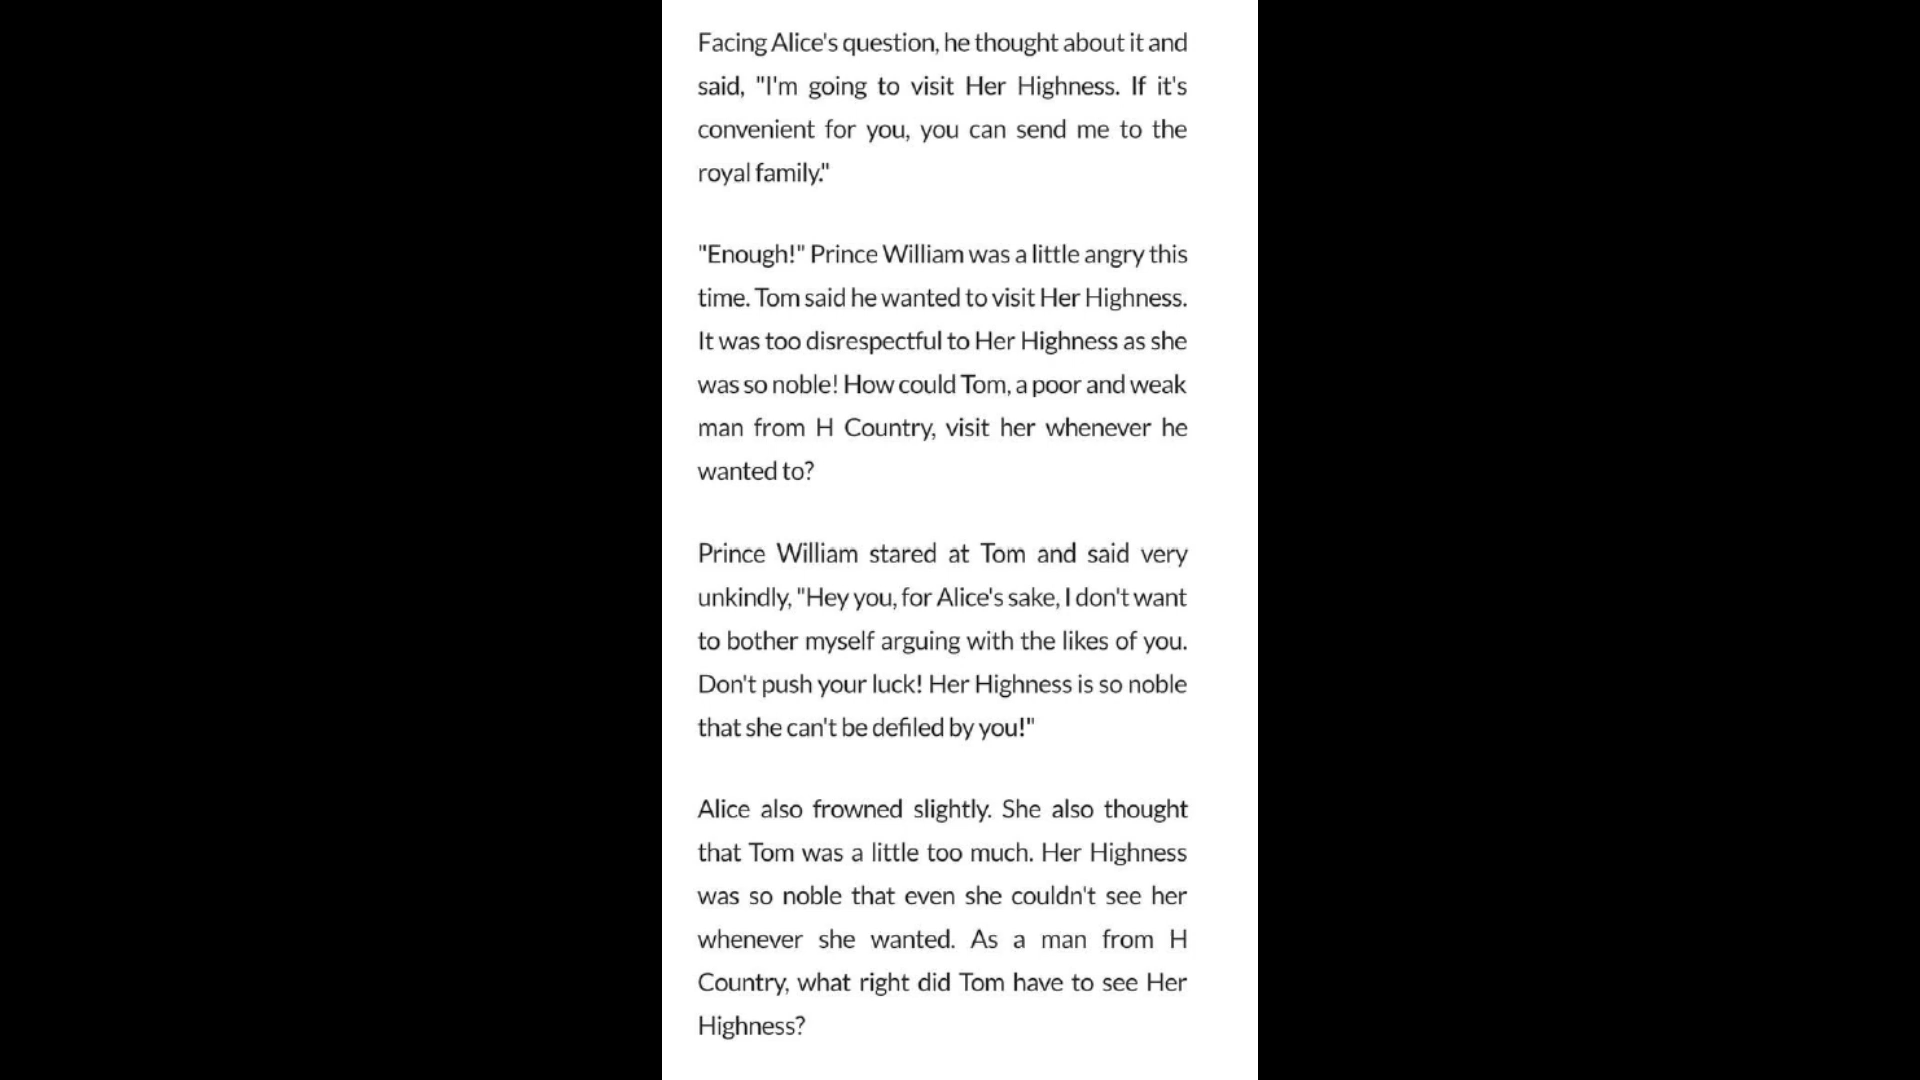 Facing Alice's question, he thought about it and
said, "I'm going to visit Her Highness. If it's
convenient for you, you can send me to the
royal family."
"Enough!" Prince William was a little angry this
time. Tom said he wanted to visit Her Highness.
It was too disrespectful to Her Highness as she
was so noble! How could Tom, a poor and weak
man from H Country, visit her whenever he
wanted to?
Prince William stared at Tom and said very
unkindly, "Hey you, for Alice's sake, I don't want
to bother myself arguing with the likes of you.
Don't push your luck! Her Highness is so noble
that she can't be defiled by you!"
Alice also frowned slightly. She also thought
that Tom was a little too much. Her Highness
was so noble that even she couldn't see her
whenever she wanted. As a man from H
Country, what right did Tom have to see Her
Highness?